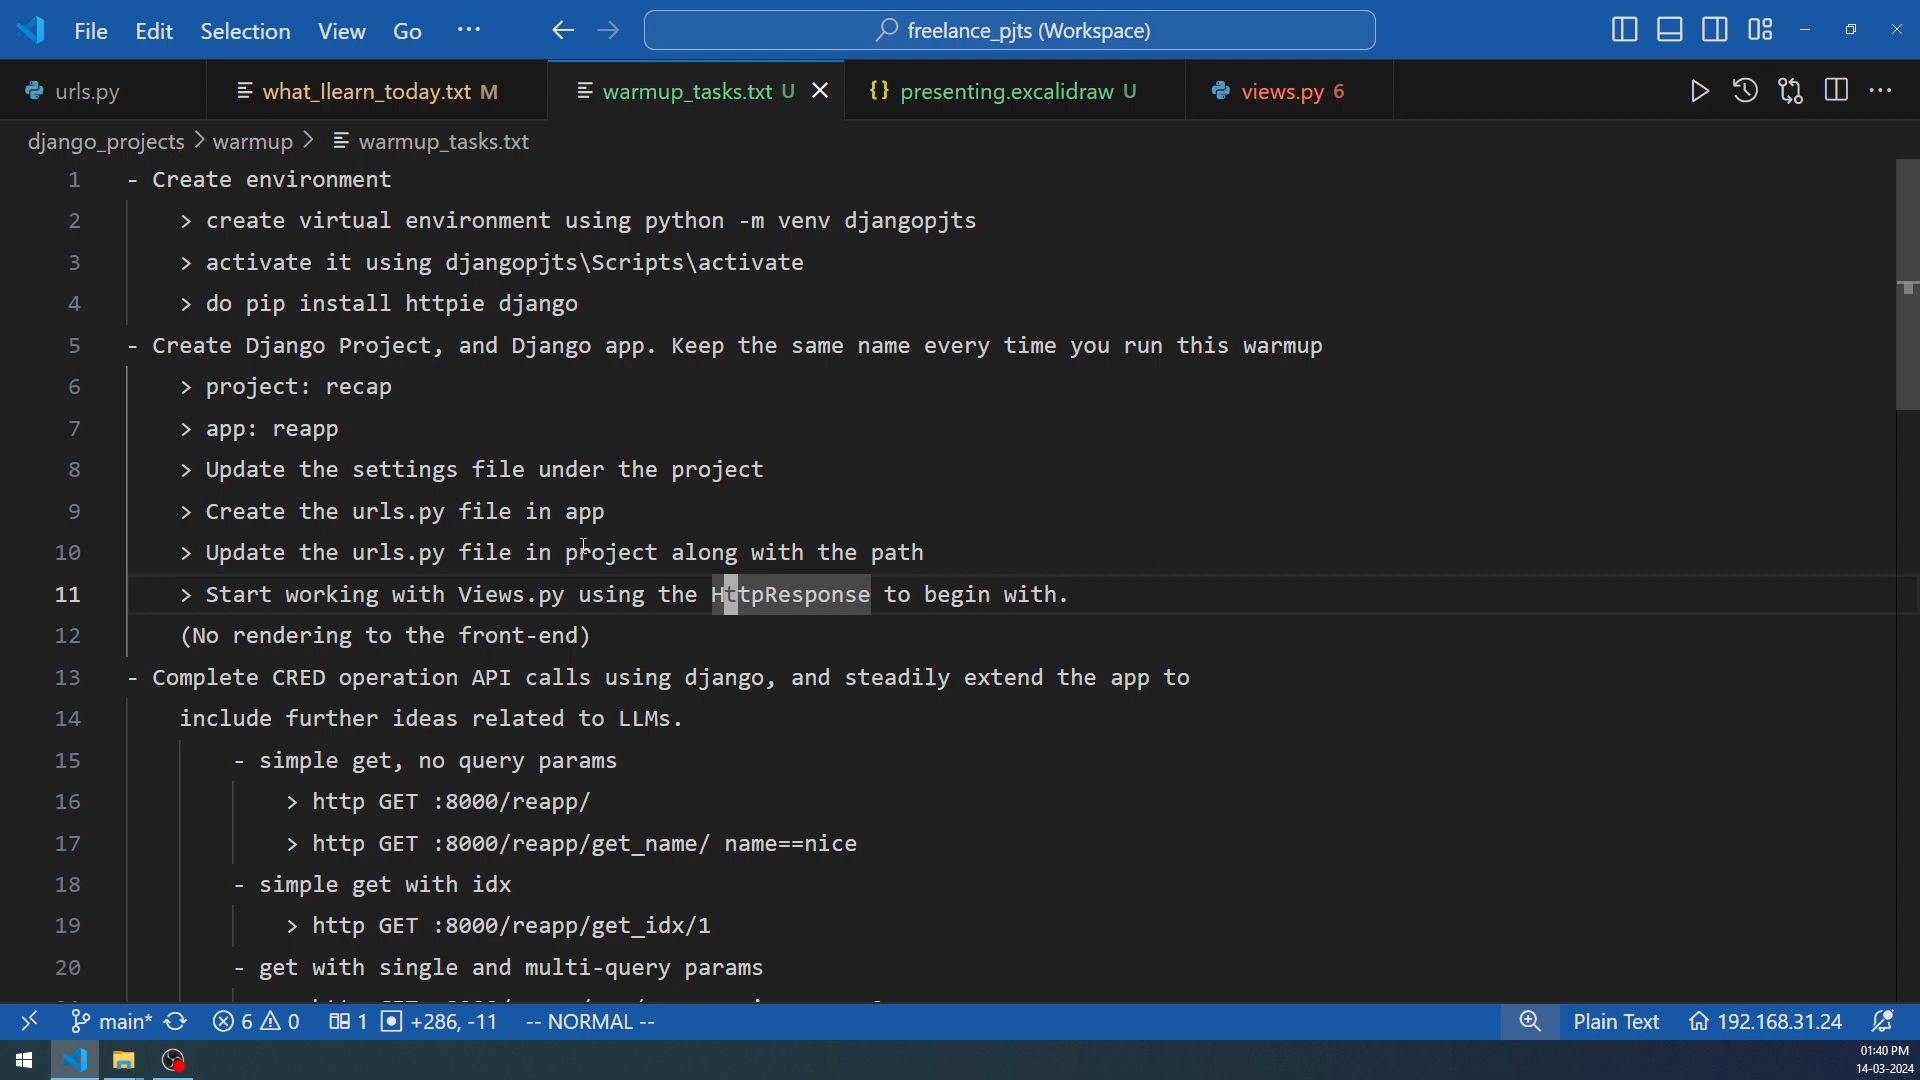 File Edit Selection View Go ··· freelance_pjts (Workspace)
urls.py what_llearn_today.txt M warmup_tasks.txt U presenting.excalidraw U views.py 6
django_projects > warmup > warmup_tasks.txt
1 - Create environment
2 > create virtual environment using python -m venv djangopjts
3 > activate it using djangopjts\Scripts\activate
4 > do pip install httpie django
5 - Create Django Project, and Django app. Keep the same name every time you run this warmup
6 > project: recap
7 > app: reapp
8 > Update the settings file under the project
9 > Create the urls.py file in app
10 > Update the urls.py file in project along with the path
11 > Start working with Views.py using the HttpResponse to begin with.
12 (No rendering to the front-end)
13 - Complete CRED operation API calls using django, and steadily extend the app to
14 include further ideas related to LLMs.
15 - simple get, no query params
16 > http GET :8000/reapp/
17 > http GET :8000/reapp/get_name/ name==nice
18 - simple get with idx
19 > http GET :8000/reapp/get_idx/1
20 - get with single and multi-query params
main* 6 0 1 +286, -11 -- NORMAL -- Plain Text 192.168.31.24
01:40 PM
14-03-2024